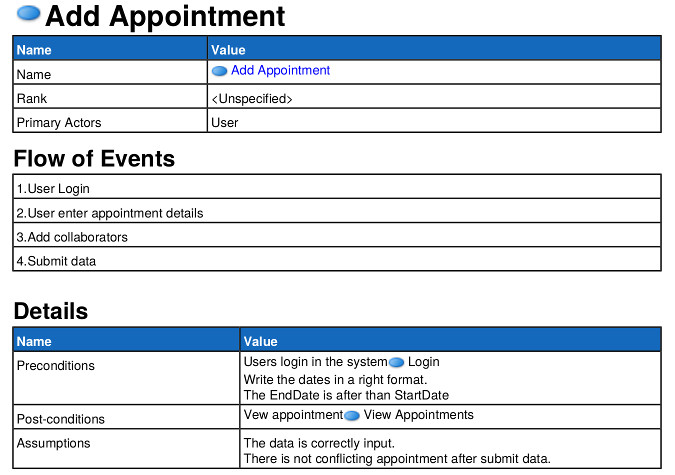 Add Appointment
Name Value
Name Add Appointment
Rank <Unspecified>
Primary Actors User
Flow of Events
1.User Login
2.User enter appointment details
3.Add collaborators
4.Submit data
Details
Name Value
Preconditions Users login in the system Login
Write the dates in a right format.
The EndDate is after than StartDate
Post-conditions Vew appointment View Appointments
Assumptions The data is correctly input.
There is not conflicting appointment after submit data.